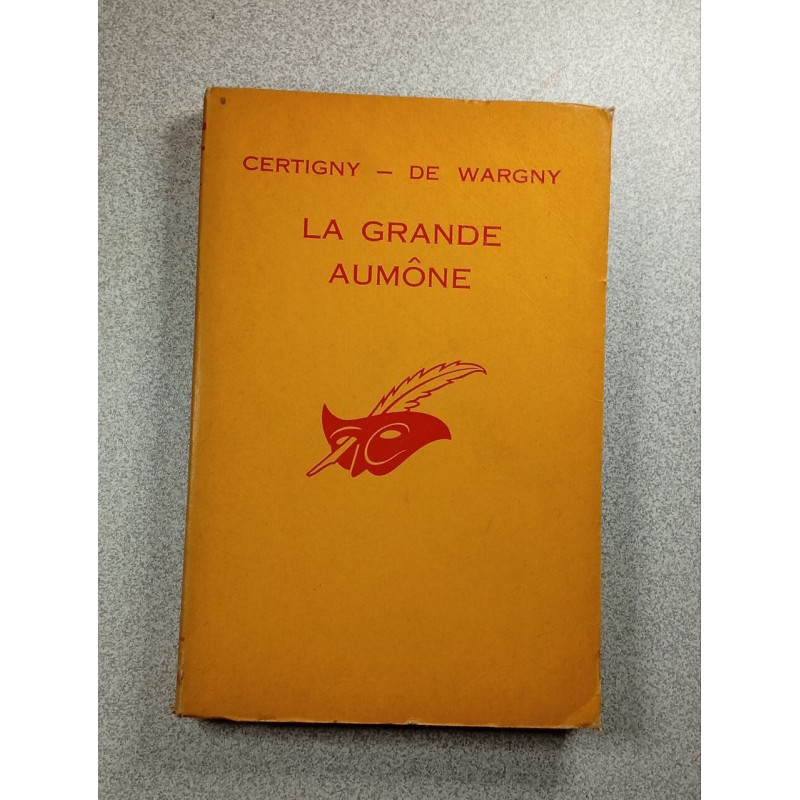 CERTIGNY – DE WARGNY
LA GRANDE
AUMÔNE